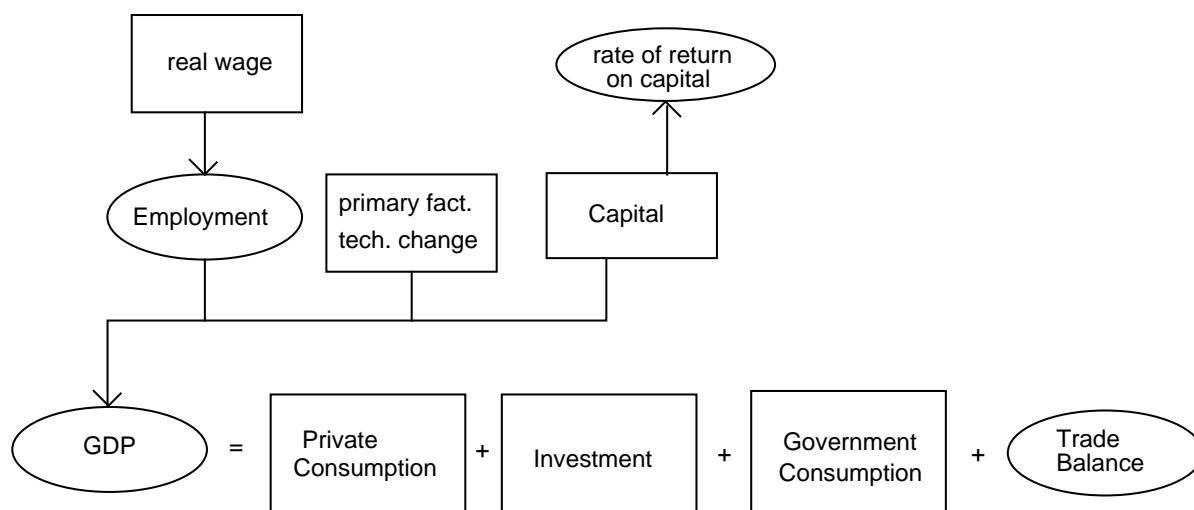 real wage
rate of return
on capital
Employment
primary fact.
tech. change
Capital
GDP
=
Private
Consumption
+
Investment
+
Government
Consumption
+
Trade
Balance